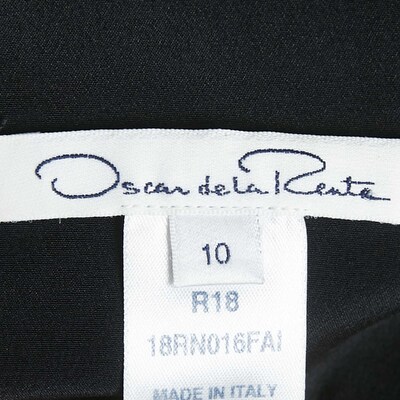 Oscar de la Renta
10
R18
18RN016FAI
MADE IN ITALY